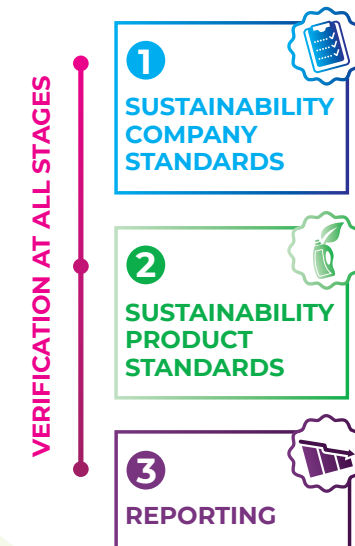 VERIFICATION AT ALL STAGES
1
SUSTAINABILITY
COMPANY
STANDARDS
2
SUSTAINABILITY
PRODUCT
STANDARDS
3
REPORTING